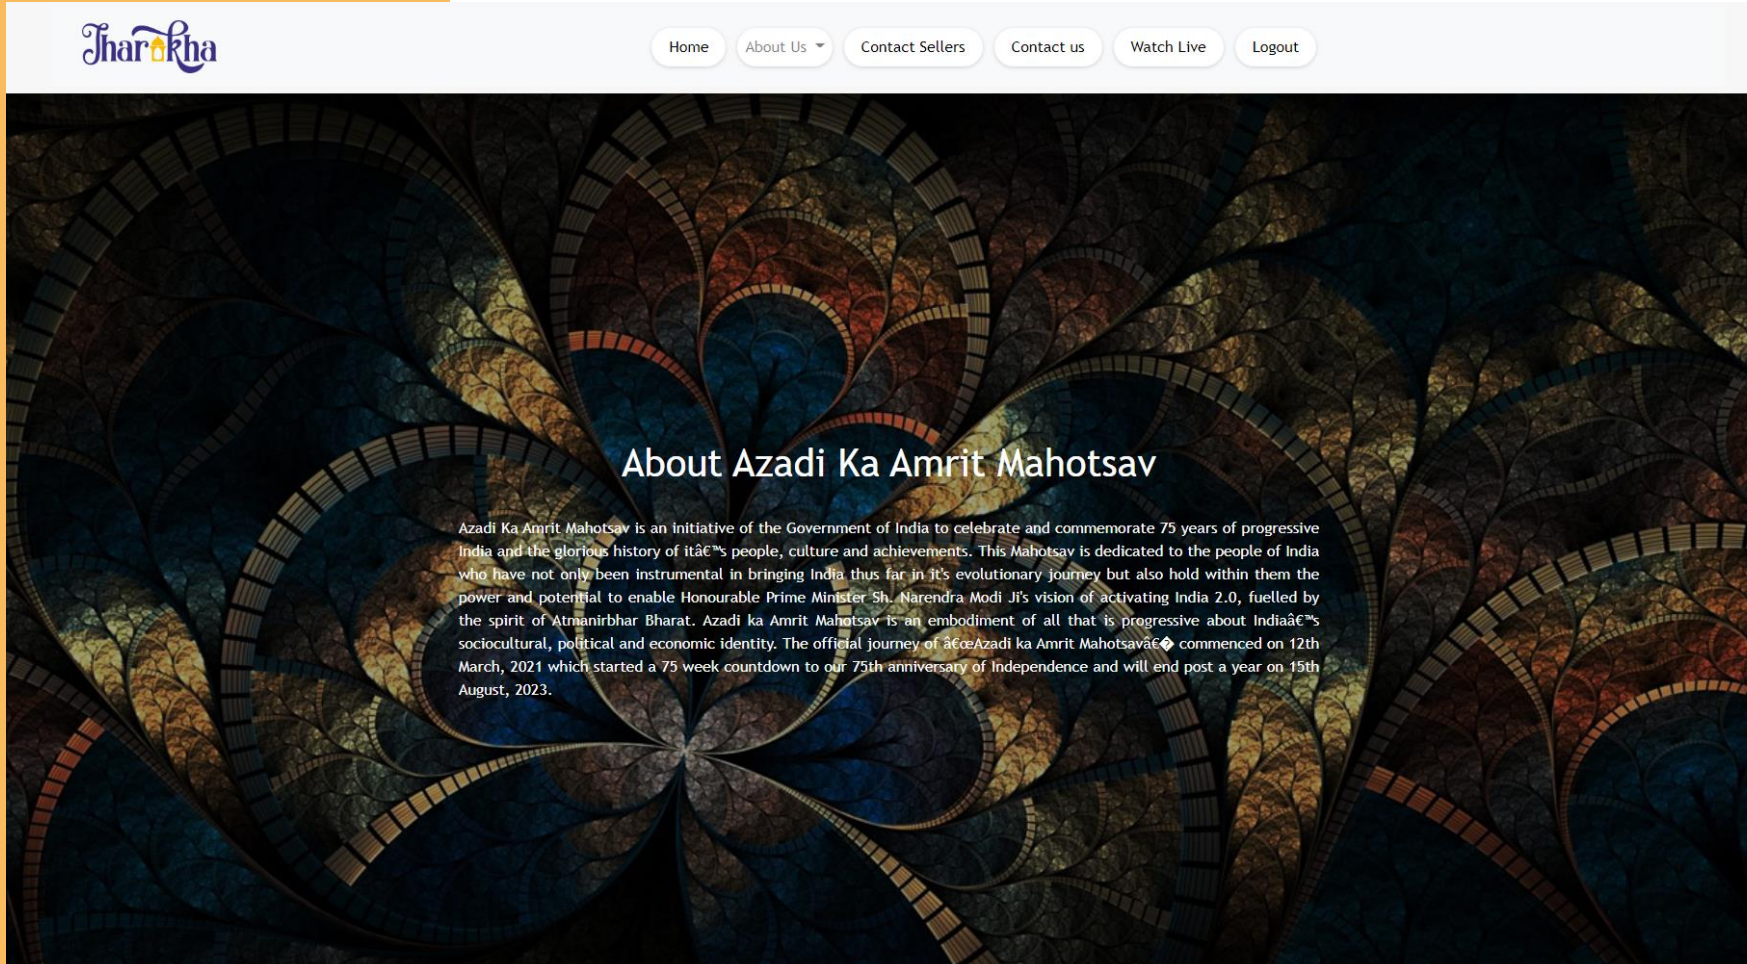 Jharokha
Home
About Us
Contact Sellers
Contact us
Watch Live
Logout
About Azadi Ka Amrit Mahotsav
Azadi Ka Amrit Mahotsav is an initiative of the Government of India to celebrate and commemorate 75 years of progressive
India and the glorious history of itâ€™s people, culture and achievements. This Mahotsav is dedicated to the people of India
who have not only been instrumental in bringing India thus far in it's evolutionary journey but also hold within them the
power and potential to enable Honourable Prime Minister Sh. Narendra Modi Ji's vision of activating India 2.0, fuelled by
the spirit of Atmanirbhar Bharat. Azadi ka Amrit Mahotsav is an embodiment of all that is progressive about Indiaâ€™s
sociocultural, political and economic identity. The official journey of â€œAzadi ka Amrit Mahotsavâ€� commenced on 12th
March, 2021 which started a 75 week countdown to our 75th anniversary of Independence and will end post a year on 15th
August, 2023.